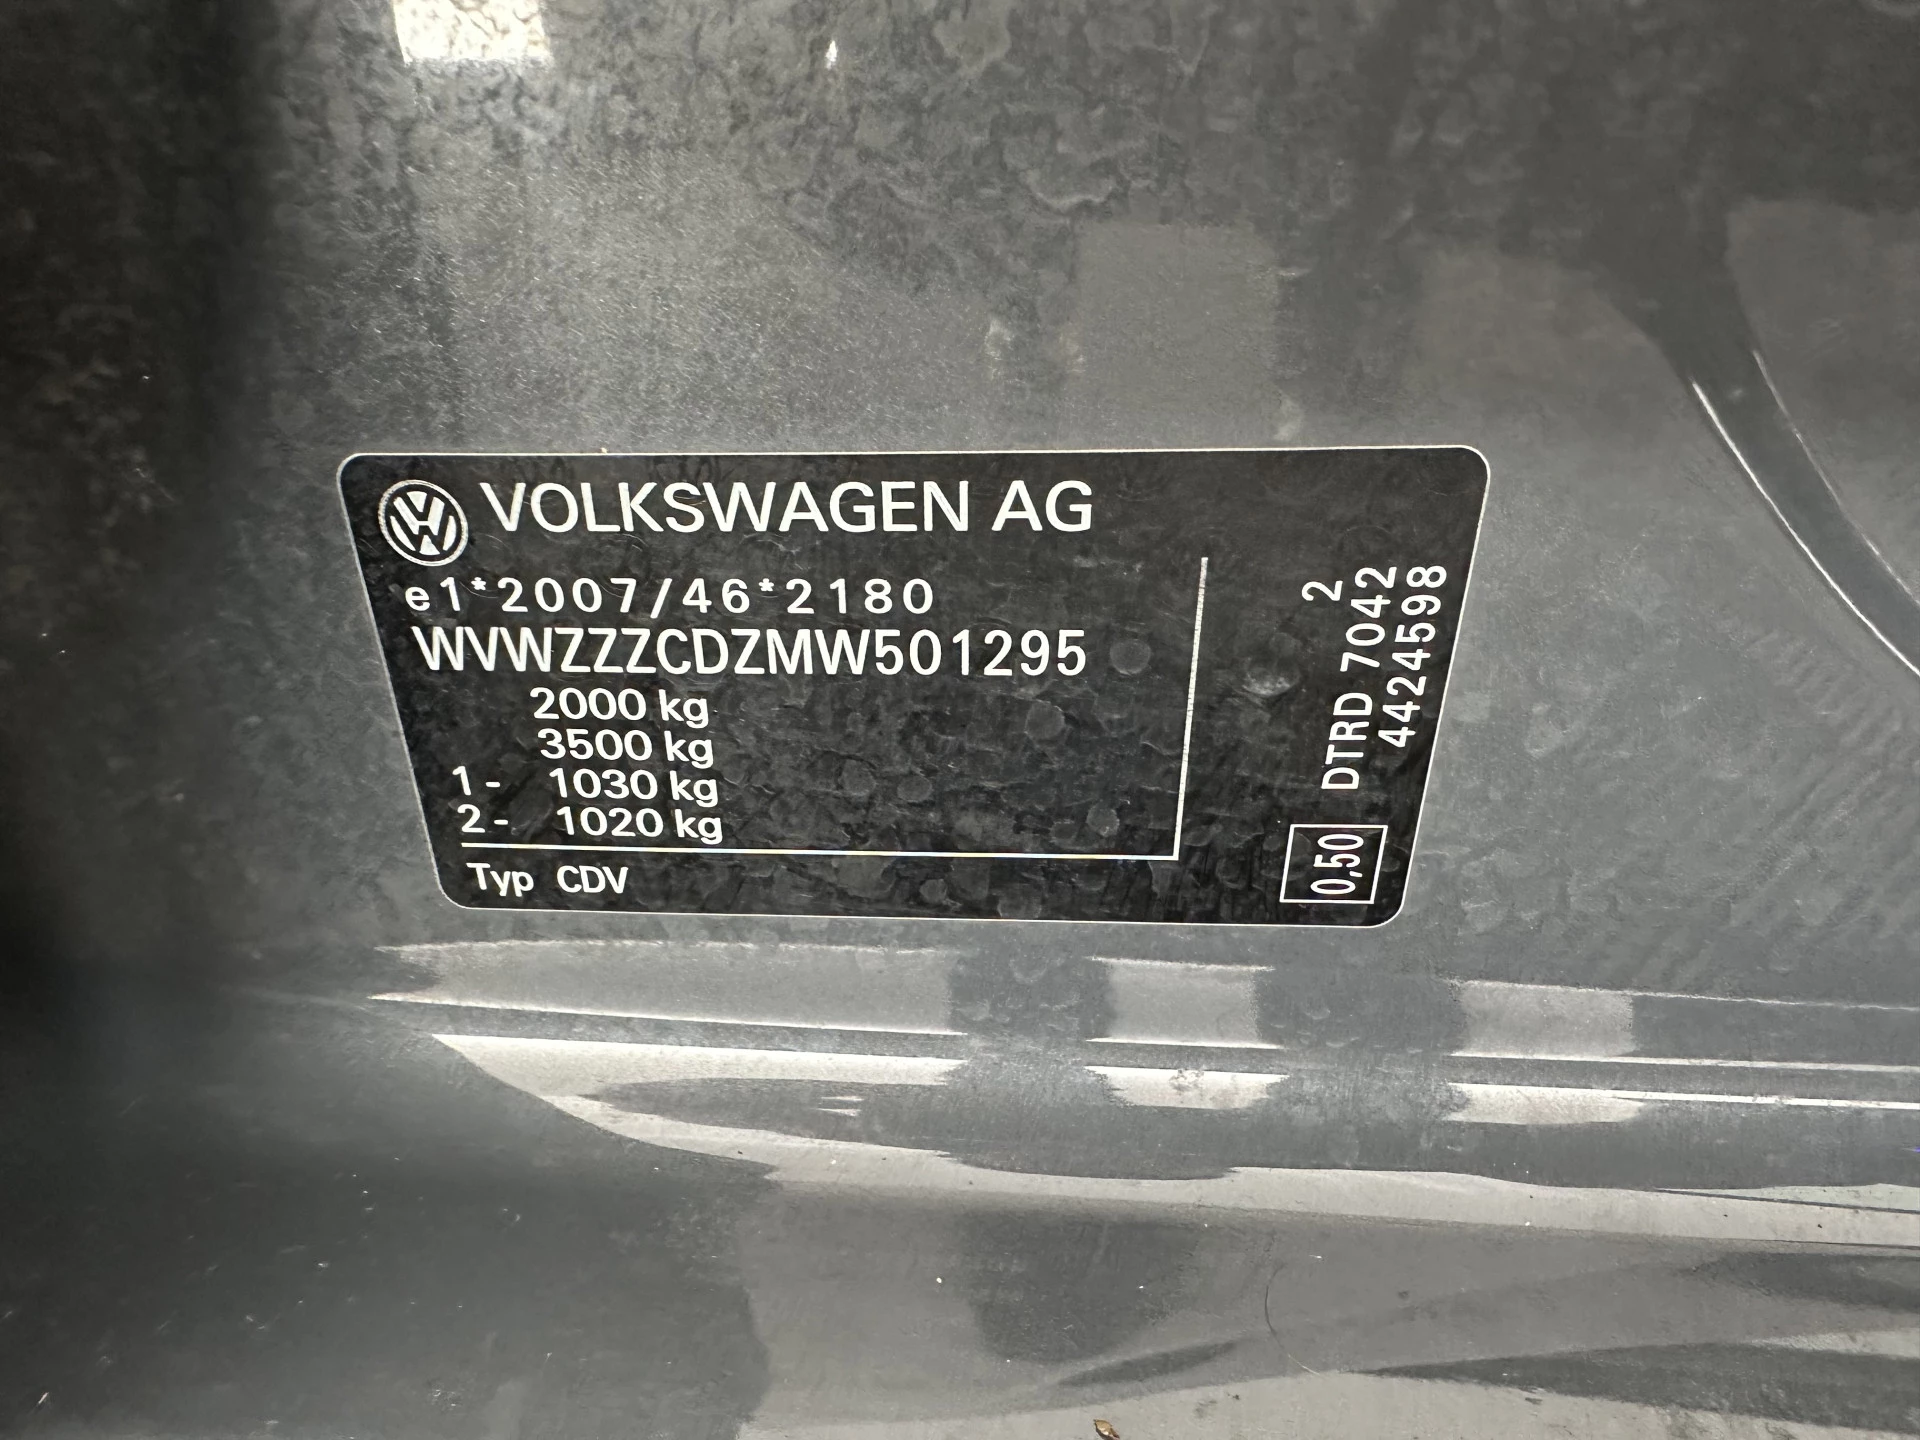 VOLKSWAGEN AG
e1*2007/46*2180
WVWZZZCDZMW501295
2000 kg
3500 kg
1- 1030 kg
2- 1020 kg
Typ CDV
2
DTRD 7042
4424598
0,50